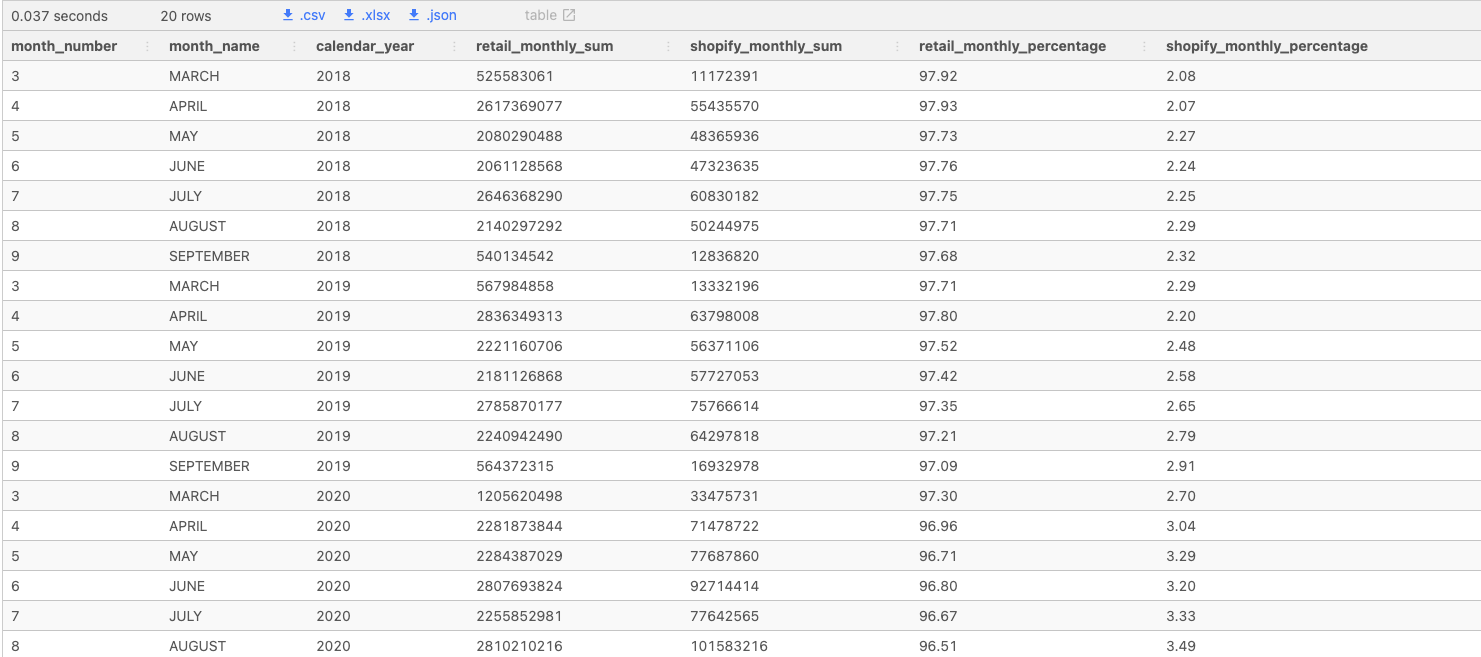 0.037 seconds 20 rows .csv .xlsx .json table
month_number month_name calendar_year retail_monthly_sum shopify_monthly_sum retail_monthly_percentage shopify_monthly_percentage
3 MARCH 2018 525583061 11172391 97.92 2.08
4 APRIL 2018 2617369077 55435570 97.93 2.07
5 MAY 2018 2080290488 48365936 97.73 2.27
6 JUNE 2018 2061128568 47323635 97.76 2.24
7 JULY 2018 2646368290 60830182 97.75 2.25
8 AUGUST 2018 2140297292 50244975 97.71 2.29
9 SEPTEMBER 2018 540134542 12836820 97.68 2.32
3 MARCH 2019 567984858 13332196 97.71 2.29
4 APRIL 2019 2836349313 63798008 97.80 2.20
5 MAY 2019 2221160706 56371106 97.52 2.48
6 JUNE 2019 2181126868 57727053 97.42 2.58
7 JULY 2019 2785870177 75766614 97.35 2.65
8 AUGUST 2019 2240942490 64297818 97.21 2.79
9 SEPTEMBER 2019 564372315 16932978 97.09 2.91
3 MARCH 2020 1205620498 33475731 97.30 2.70
4 APRIL 2020 2281873844 71478722 96.96 3.04
5 MAY 2020 2284387029 77687860 96.71 3.29
6 JUNE 2020 2807693824 92714414 96.80 3.20
7 JULY 2020 2255852981 77642565 96.67 3.33
8 AUGUST 2020 2810210216 101583216 96.51 3.49